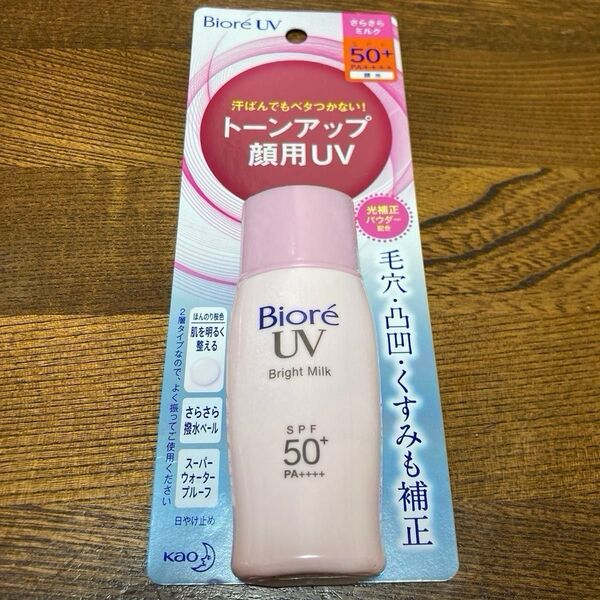 Bioré UV
さらさら
ミルク
SPF
50+
PA++++
顔・光
汗ばんでもベタつかない!
トーンアップ
顔用UV
光補正
パウダー
配合
毛穴・凸凹・くすみも補正
Bioré
UV
Bright Milk
SPF
50+
PA++++
ほんのり桜色
肌を明るく
整える
2層タイプなので、よく振ってご使用ください
さらさら
撥水ベール
スーパー
ウォーター
プルーフ
日やけ止め
Kao